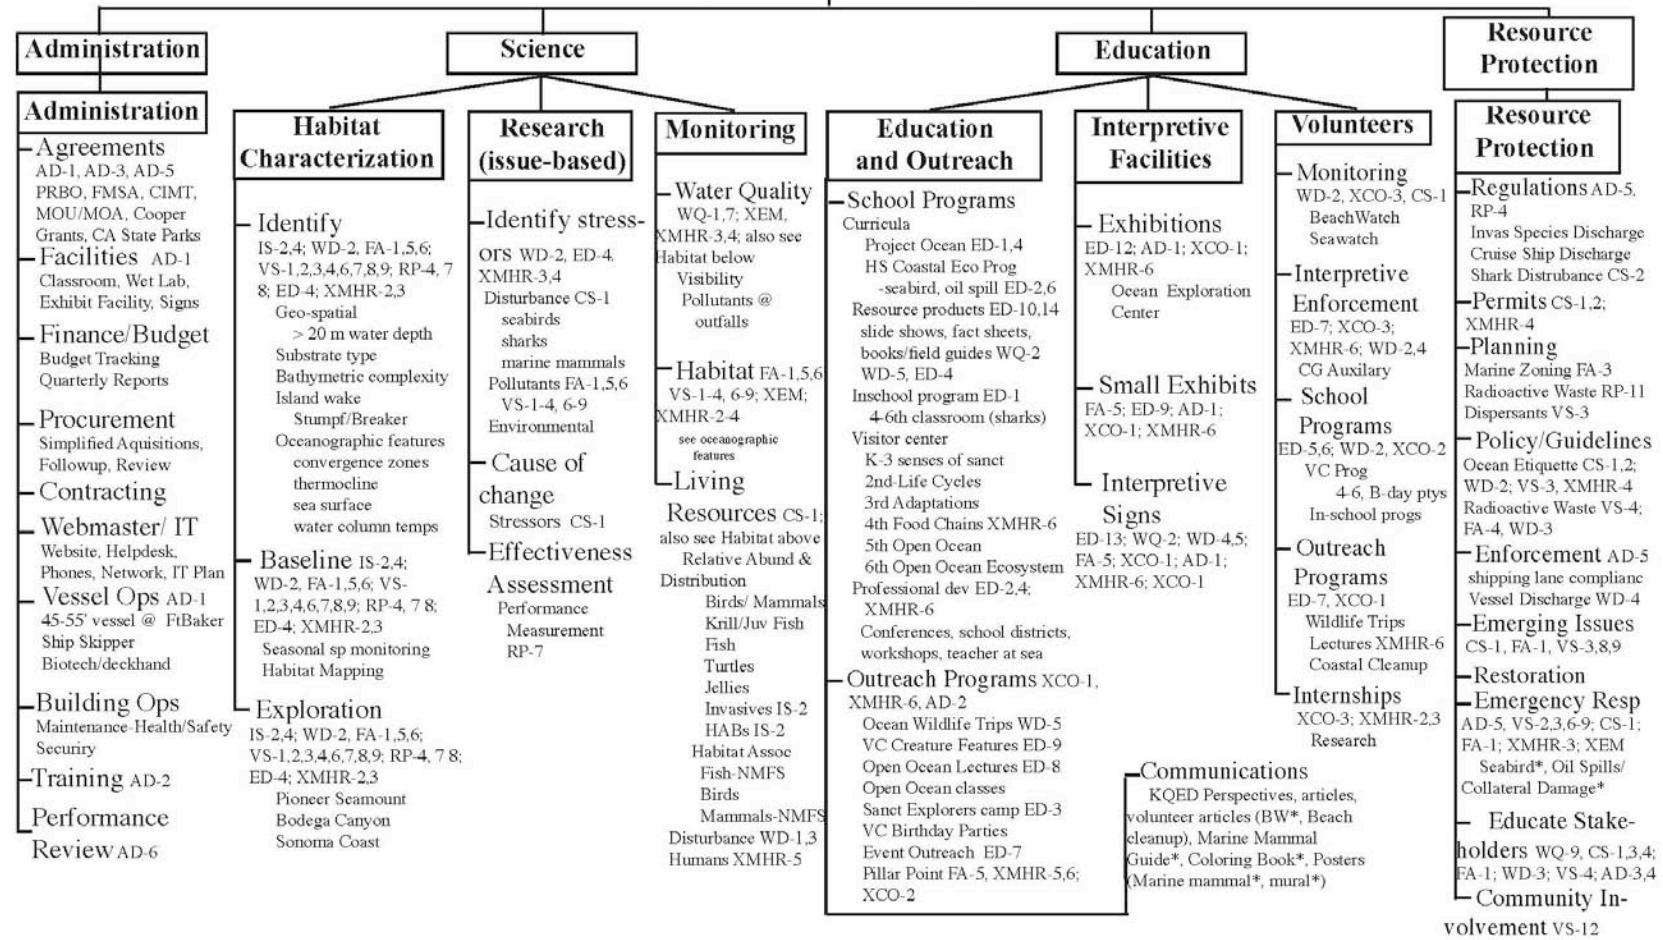 Administration
Science
Education
Resource
Protection
Administration
Agreements
AD-1, AD-3, AD-5
PRBO, FMSA, CIMT,
MOU/MOA, Cooper
Grants, CA State Parks
Facilities AD-1
Classroom, Wet Lab,
Exhibit Facility, Signs
Finance/Budget
Budget Tracking
Quarterly Reports
Procurement
Simplified Aquisitions,
Followup, Review
Contracting
Webmaster/ IT
Website, Helpdesk,
Phones, Network, IT Plan
Vessel Ops AD-1
45-55' vessel @ FtBaker
Ship Skipper
Biotech/deckhand
Building Ops
Maintenance-Health/Safety
Securiry
Training AD-2
Performance
Review AD-6
Habitat
Characterization
Identify
IS-2,4; WD-2, FA-1,5,6;
VS-1,2,3,4,6,7,8,9; RP-4, 7
8; ED-4; XMHR-2,3
Geo-spatial
> 20 m water depth
Substrate type
Bathymetric complexity
Island wake
Stumpf/Breaker
Oceanographic features
convergence zones
thermocline
sea surface
water column temps
Baseline IS-2,4;
WD-2, FA-1,5,6; VS-
1,2,3,4,6,7,8,9; RP-4, 7 8;
ED-4; XMHR-2,3
Seasonal sp monitoring
Habitat Mapping
Exploration
IS-2,4; WD-2, FA-1,5,6;
VS-1,2,3,4,6,7,8,9; RP-4, 7 8;
ED-4; XMHR-2,3
Pioneer Seamount
Bodega Canyon
Sonoma Coast
Research
(issue-based)
Identify stress-
ors WD-2, ED-4.
XMHR-3,4
Disturbance CS-1
seabirds
sharks
marine mammals
Pollutants FA-1,5,6
VS-1-4, 6-9
Environmental
Cause of
change
Stressors CS-1
Effectiveness
Assessment
Performance
Measurement
RP-7
Monitoring
Water Quality
WQ-1,7; XEM,
XMHR-3,4; also see
Habitat below
Visibility
Pollutants @
outfalls
Habitat FA-1,5,6
VS-1-4, 6-9; XEM;
XMHR-2-4
see oceanographic
features
Living
Resources CS-1;
also see Habitat above
Relative Abund &
Distribution
Birds/ Mammals
Krill/Juv Fish
Fish
Turtles
Jellies
Invasives IS-2
HABs IS-2
Habitat Assoc
Fish-NMFS
Birds
Mammals-NMFS
Disturbance WD-1,3
Humans XMHR-5
Education
and Outreach
School Programs
Curricula
Project Ocean ED-1,4
HS Coastal Eco Prog
-seabird, oil spill ED-2,6
Resource products ED-10,14
slide shows, fact sheets,
books/field guides WQ-2
WD-5, ED-4
Inschool program ED-1
4-6th classroom (sharks)
Visitor center
K-3 senses of sanct
2nd-Life Cycles
3rd Adaptations
4th Food Chains XMHR-6
5th Open Ocean
6th Open Ocean Ecosystem
Professional dev ED-2,4;
XMHR-6
Conferences, school districts,
workshops, teacher at sea
Outreach Programs XCO-1,
XMHR-6, AD-2
Ocean Wildlife Trips WD-5
VC Creature Features ED-9
Open Ocean Lectures ED-8
Open Ocean classes
Sanct Explorers camp ED-3
VC Birthday Parties
Event Outreach ED-7
Pillar Point FA-5, XMHR-5,6;
XCO-2
Interpretive
Facilities
Exhibitions
ED-12; AD-1; XCO-1;
XMHR-6
Ocean Exploration
Center
Small Exhibits
FA-5; ED-9; AD-1;
XCO-1; XMHR-6
Interpretive
Signs
ED-13; WQ-2; WD-4,5;
FA-5; XCO-1; AD-1;
XMHR-6; XCO-1
Communications
KQED Perspectives, articles,
volunteer articles (BW*, Beach
cleanup), Marine Mammal
Guide*, Coloring Book*, Posters
(Marine mammal*, mural*)
Volunteers
Monitoring
WD-2, XCO-3, CS-1
BeachWatch
Seawatch
Interpretive
Enforcement
ED-7; XCO-3;
XMHR-6; WD-2,4
CG Auxilary
School
Programs
ED-5,6; WD-2, XCO-2
VC Prog
4-6, B-day ptys
In-school progs
Outreach
Programs
ED-7, XCO-1
Wildlife Trips
Lectures XMHR-6
Coastal Cleanup
Internships
XCO-3; XMHR-2,3
Research
Resource
Protection
Regulations AD-5,
RP-4
Invas Species Discharge
Cruise Ship Discharge
Shark Distrubance CS-2
Permits CS-1,2;
XMHR-4
Planning
Marine Zoning FA-3
Radioactive Waste RP-11
Dispersants VS-3
Policy/Guidelines
Ocean Etiquette CS-1,2;
WD-2; VS-3, XMHR-4
Radioactive Waste VS-4;
FA-4, WD-3
Enforcement AD-5
shipping lane complianc
Vessel Discharge WD-4
Emerging Issues
CS-1, FA-1, VS-3,8,9
Restoration
Emergency Resp
AD-5, VS-2,3,6-9; CS-1;
FA-1; XMHR-3; XEM
Seabird*, Oil Spills/
Collateral Damage*
Educate Stake-
holders WQ-9, CS-1,3,4;
FA-1; WD-3; VS-4; AD-3,4
Community In-
volvement VS-12